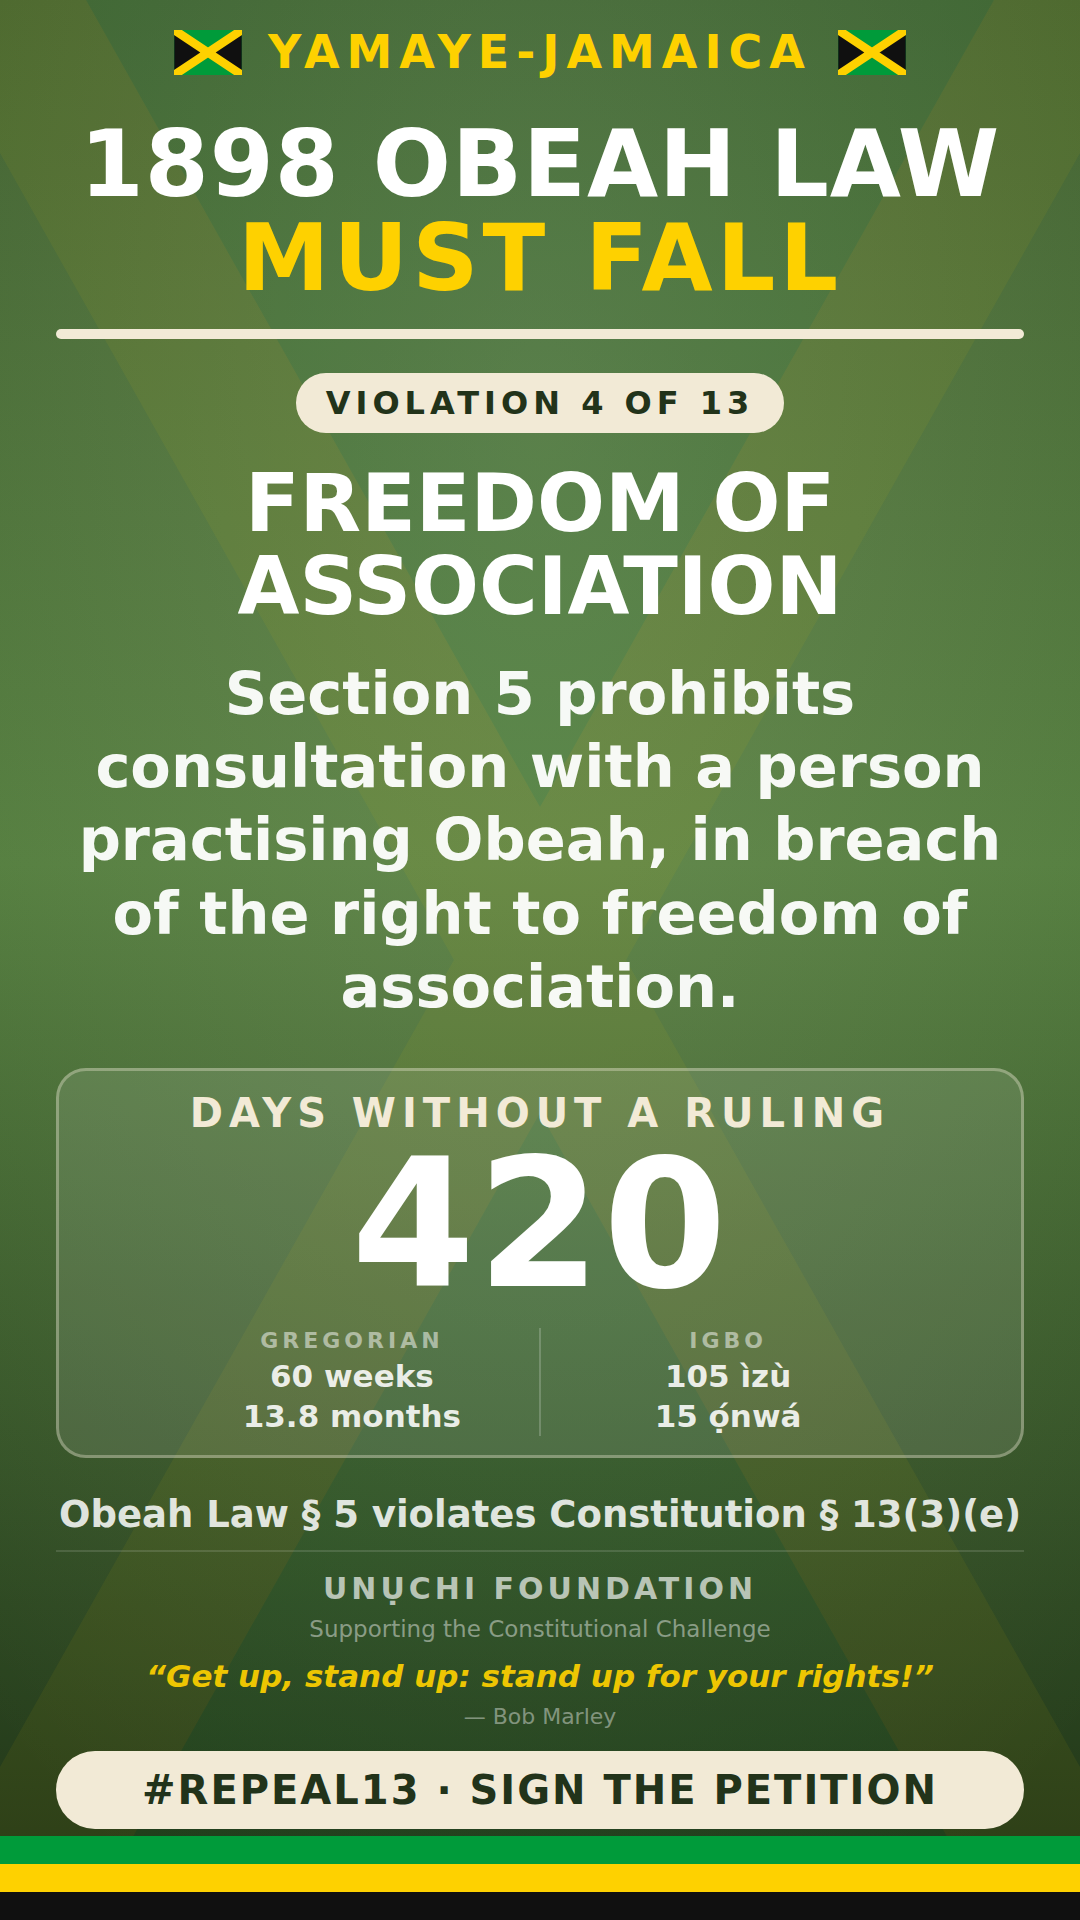 YAMAYE-JAMAICA
1898 OBEAH LAW
MUST FALL
VIOLATION 4 OF 13
FREEDOM OF
ASSOCIATION
Section 5 prohibits
consultation with a person
practising Obeah, in breach
of the right to freedom of
association.
DAYS WITHOUT A RULING
420
GREGORIAN
60 weeks
13.8 months
IGBO
105 ìzù
15 ọ́nwá
Obeah Law § 5 violates Constitution § 13(3)(e)
UNỤCHI FOUNDATION
Supporting the Constitutional Challenge
“Get up, stand up: stand up for your rights!”
— Bob Marley
#REPEAL13 · SIGN THE PETITION